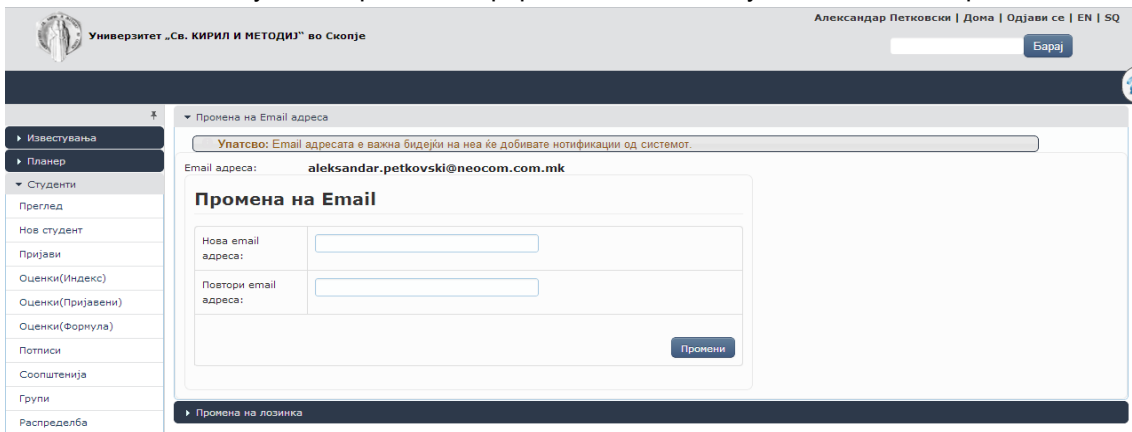 Александар Петковски | Дома | Одјави се | EN | SQ
Универзитет „Св. КИРИЛ И МЕТОДИЈ" во Скопје
Барај
Промена на Email адреса
Известувања
Упатсво: Email адресата е важна бидејќи на неа ќе добивате нотификации од системот.
Планер
Email адреса: aleksandar.petkovski@neocom.com.mk
Студенти
Преглед
Нов студент
Пријави
Оценки(Индекс)
Оценки(Пријавени)
Оценки(Формула)
Потписи
Соопштенија
Групи
Распределба
Промена на Email
Нова email
адреса:
Повтори email
адреса:
Промени
Промена на лозинка